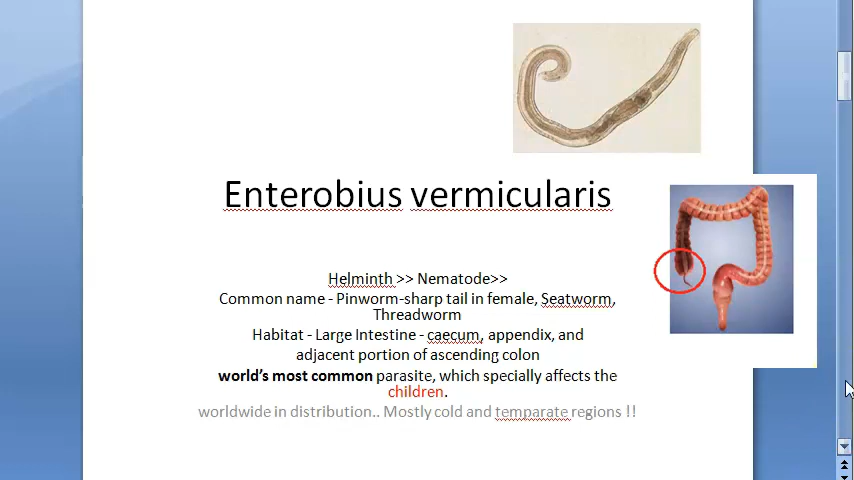 Enterobius vermicularis
Helminth >> Nematode>>
Common name - Pinworm-sharp tail in female, Seatworm,
Threadworm
Habitat - Large Intestine - caecum, appendix, and
adjacent portion of ascending colon
world's most common parasite, which specially affects the
children.
worldwide in distribution.. Mostly cold and temparate regions !!